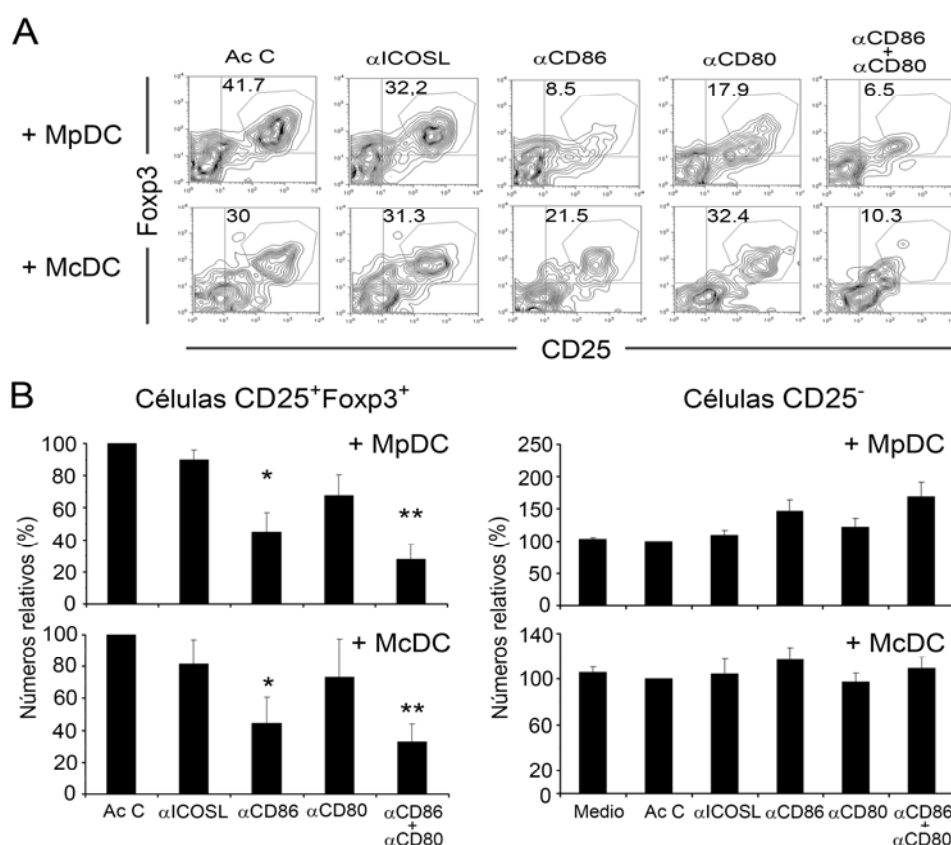 A
Ac C αICOSL αCD86 αCD80 αCD86 + αCD80
+ MpDC
41.7 32,2 8.5 17.9 6.5
Foxp3
+ McDC
30 31.3 21.5 32.4 10.3
CD25
B
Células CD25⁺Foxp3⁺
Células CD25⁻
+ MpDC
Números relativos (%)
100
80
60
40
20
0
*
**
+ McDC
100
80
60
40
20
0
*
**
Ac C αICOSL αCD86 αCD80 αCD86 + αCD80
+ MpDC
Números relativos (%)
250
200
150
100
50
0
+ McDC
140
100
60
20
0
Medio Ac C αICOSL αCD86 αCD80 αCD86 + αCD80